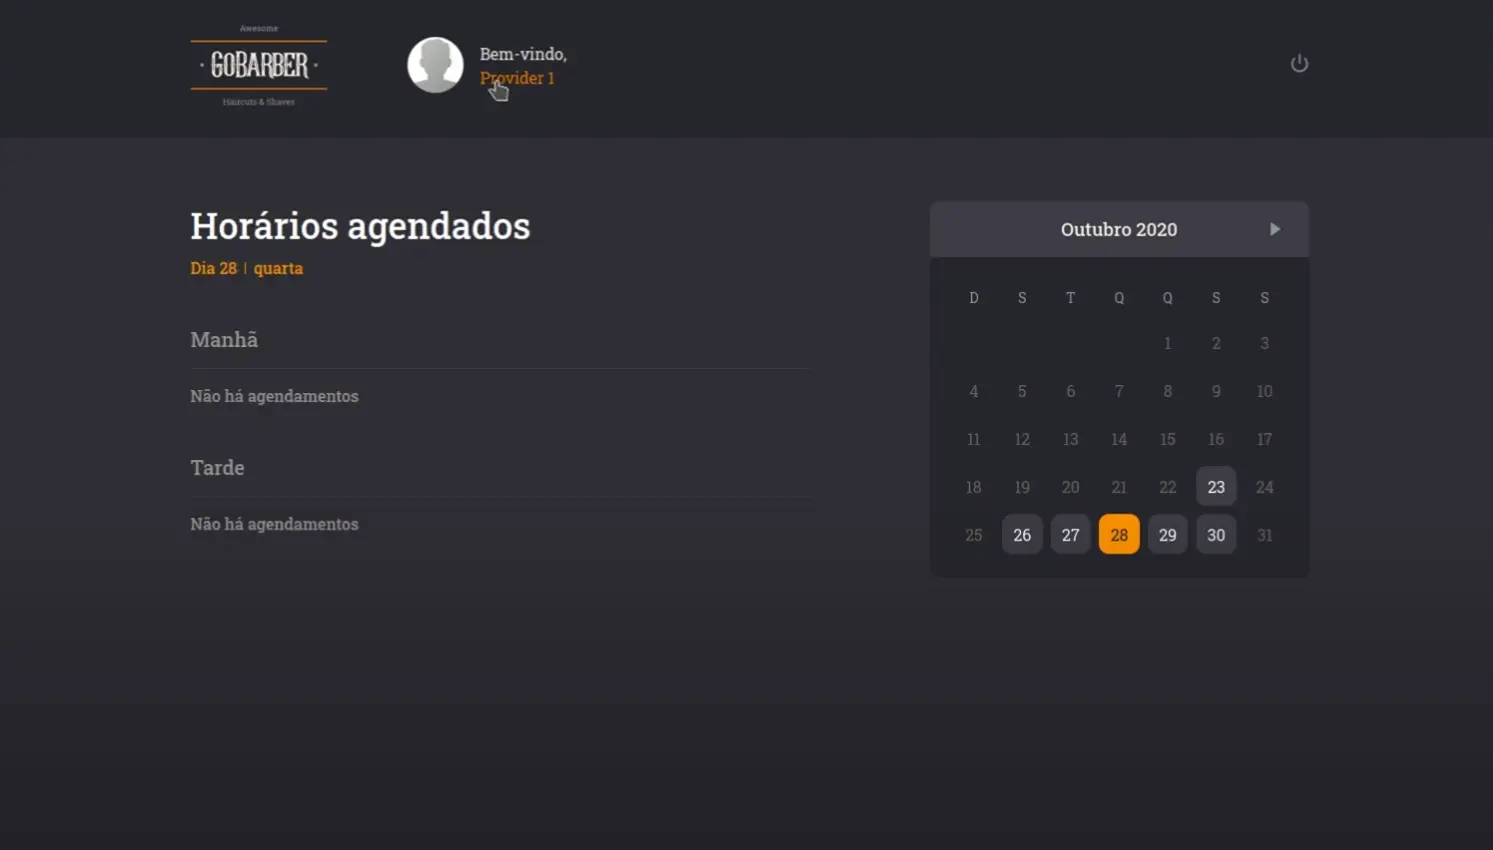 Awesome
GOBARBER
Haircuts & Shaves
Bem-vindo,
Provider 1
Horários agendados
Dia 28 | quarta
Manhã
Não há agendamentos
Tarde
Não há agendamentos
Outubro 2020
D S T Q Q S S
1 2 3
4 5 6 7 8 9 10
11 12 13 14 15 16 17
18 19 20 21 22 23 24
25 26 27 28 29 30 31